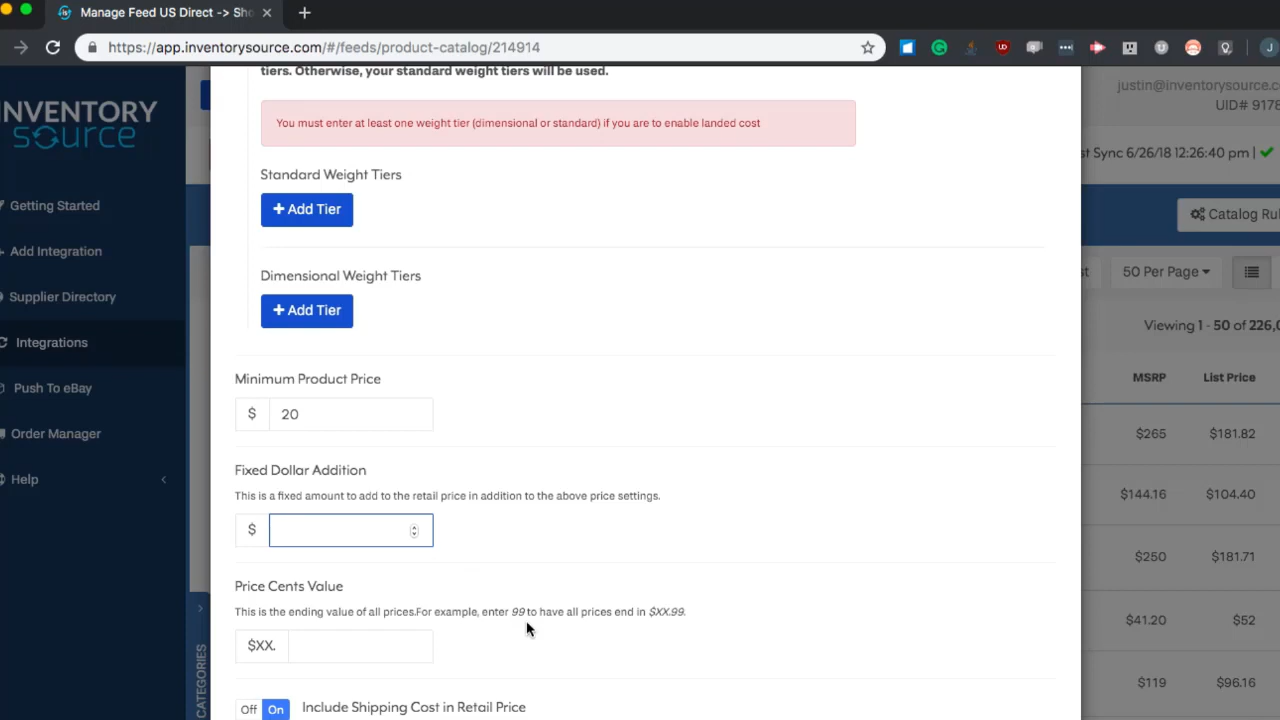 Manage Feed US Direct -> Sho
https://app.inventorysource.com/#/feeds/product-catalog/214914
INVENTORY
source
Getting Started
Add Integration
Supplier Directory
Integrations
Push To eBay
Order Manager
Help
tiers. Otherwise, your standard weight tiers will be used.
You must enter at least one weight tier (dimensional or standard) if you are to enable landed cost
Standard Weight Tiers
+ Add Tier
Dimensional Weight Tiers
+ Add Tier
Minimum Product Price
$ 20
Fixed Dollar Addition
This is a fixed amount to add to the retail price in addition to the above price settings.
$
Price Cents Value
This is the ending value of all prices.For example, enter 99 to have all prices end in $XX.99.
$XX.
Off On Include Shipping Cost in Retail Price
CATEGORIES
justin@inventorysource.c
UID# 9178
st Sync 6/26/18 12:26:40 pm |
Catalog Rul
st
50 Per Page
Viewing 1 - 50 of 226,0
MSRP List Price
$265 $181.82
$144.16 $104.40
$250 $181.71
$41.20 $52
$119 $96.16